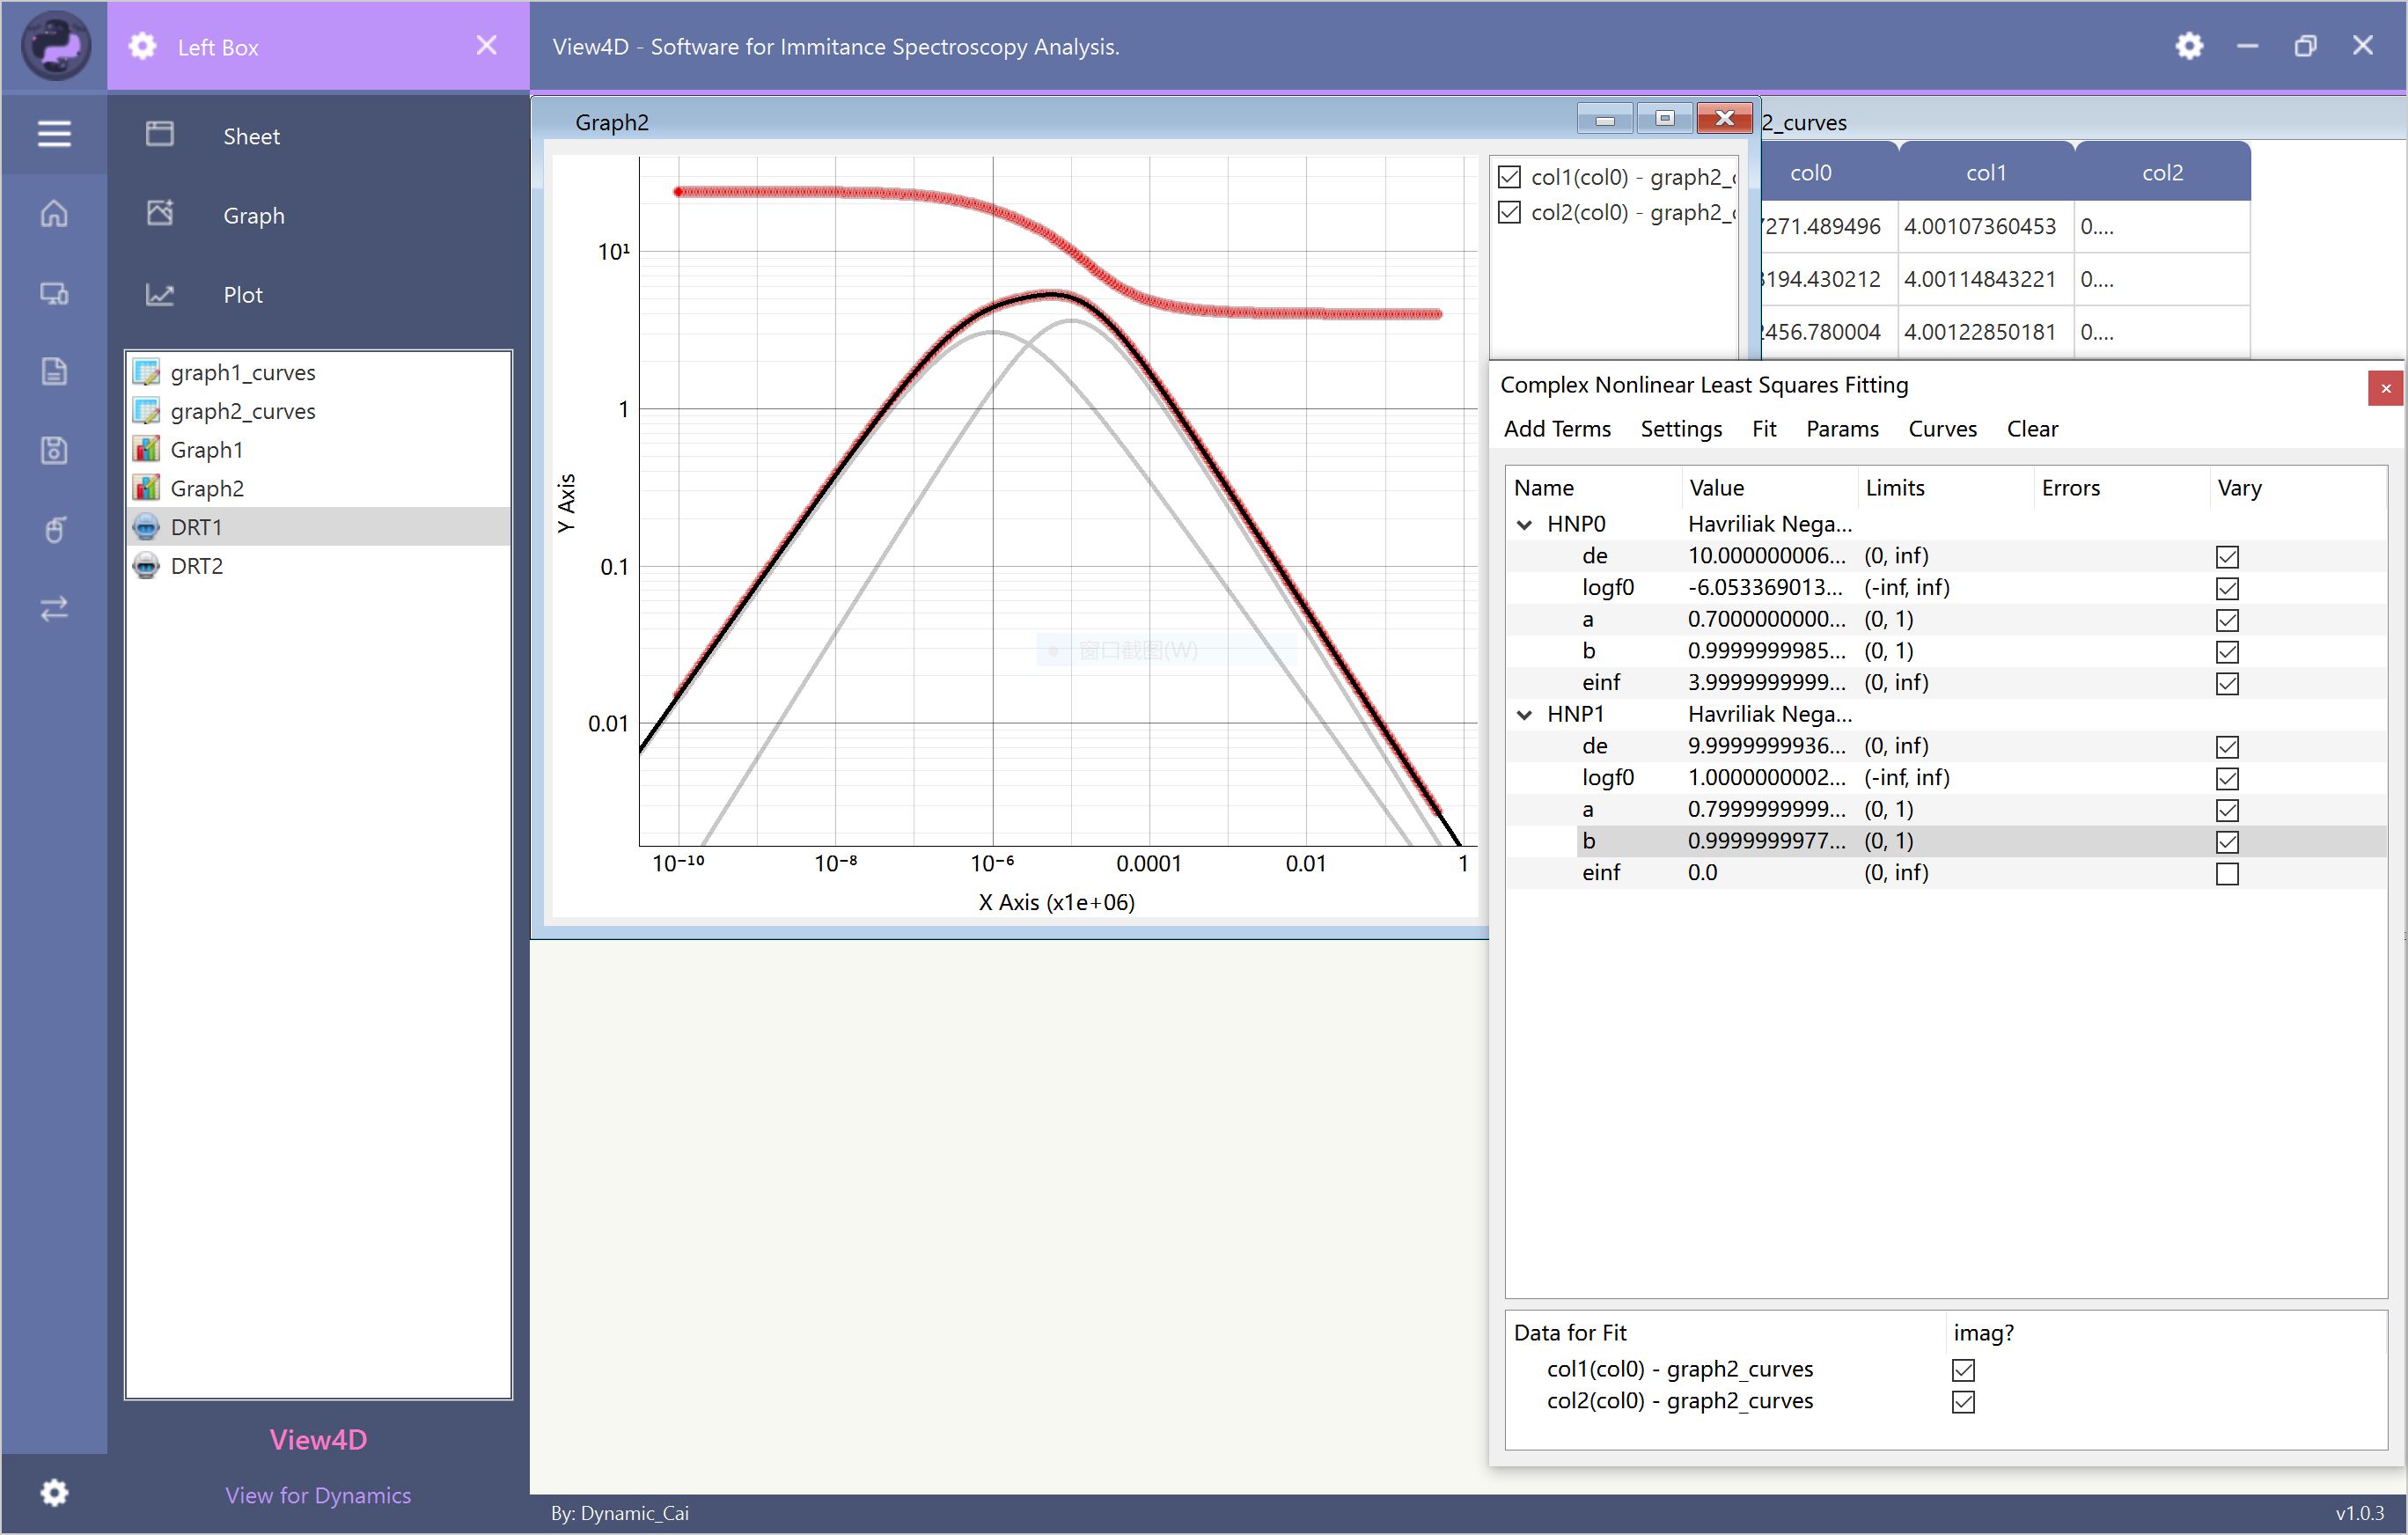 Left Box
View4D - Software for Immitance Spectroscopy Analysis.
Sheet
Graph
Plot
graph1_curves
graph2_curves
Graph1
Graph2
DRT1
DRT2
View4D
View for Dynamics
Graph2
10¹
1
0.1
0.01
Y Axis
10⁻¹⁰ 10⁻⁸ 10⁻⁶ 0.0001 0.01 1
X Axis (x1e+06)
窗口截图(W)
col1(col0) - graph2_
col2(col0) - graph2_
2_curves
col0 col1 col2
271.489496 4.00107360453 0....
194.430212 4.00114843221 0....
456.780004 4.00122850181 0....
Complex Nonlinear Least Squares Fitting
Add Terms Settings Fit Params Curves Clear
Name Value Limits Errors Vary
HNP0 Havriliak Nega...
de 10.000000006... (0, inf)
logf0 -6.053369013... (-inf, inf)
a 0.7000000000... (0, 1)
b 0.9999999985... (0, 1)
einf 3.9999999999... (0, inf)
HNP1 Havriliak Nega...
de 9.9999999936... (0, inf)
logf0 1.0000000002... (-inf, inf)
a 0.7999999999... (0, 1)
b 0.9999999977... (0, 1)
einf 0.0 (0, inf)
Data for Fit imag?
col1(col0) - graph2_curves
col2(col0) - graph2_curves
By: Dynamic_Cai
v1.0.3